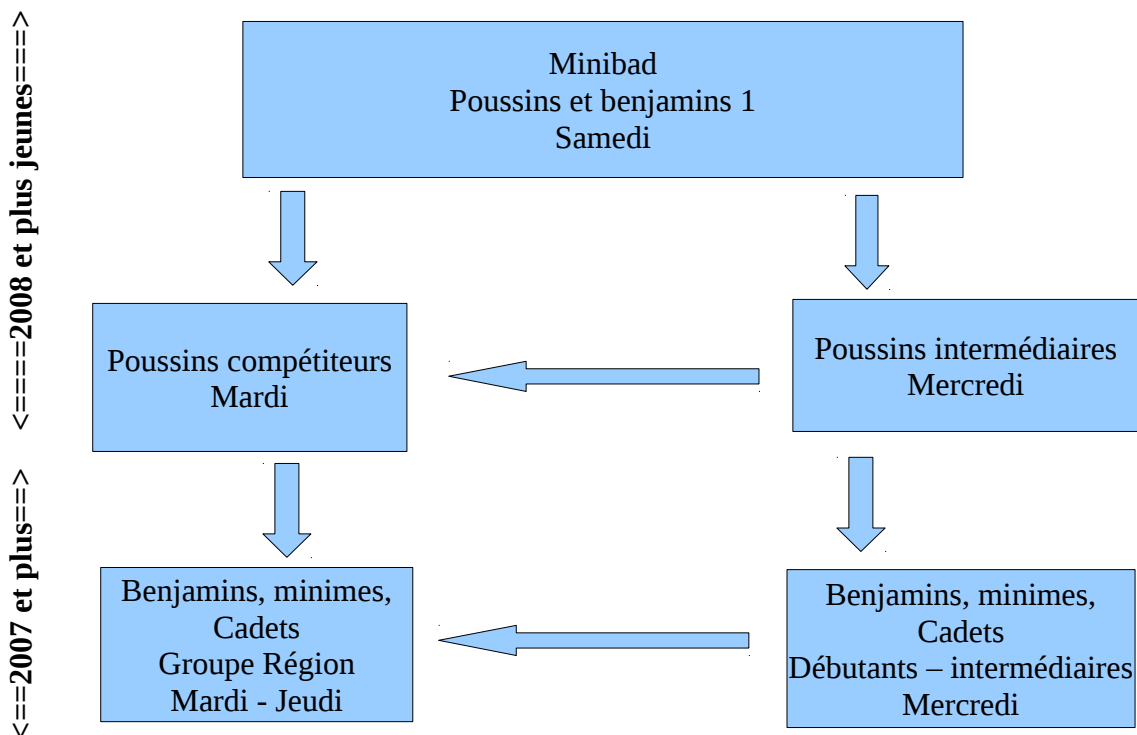 <====2008 et plus jeunes====>
Minibad
Poussins et benjamins 1
Samedi
Poussins compétiteurs
Mardi
Poussins intermédiaires
Mercredi
<==2007 et plus==>
Benjamins, minimes,
Cadets
Groupe Région
Mardi - Jeudi
Benjamins, minimes,
Cadets
Débutants – intermédiaires
Mercredi